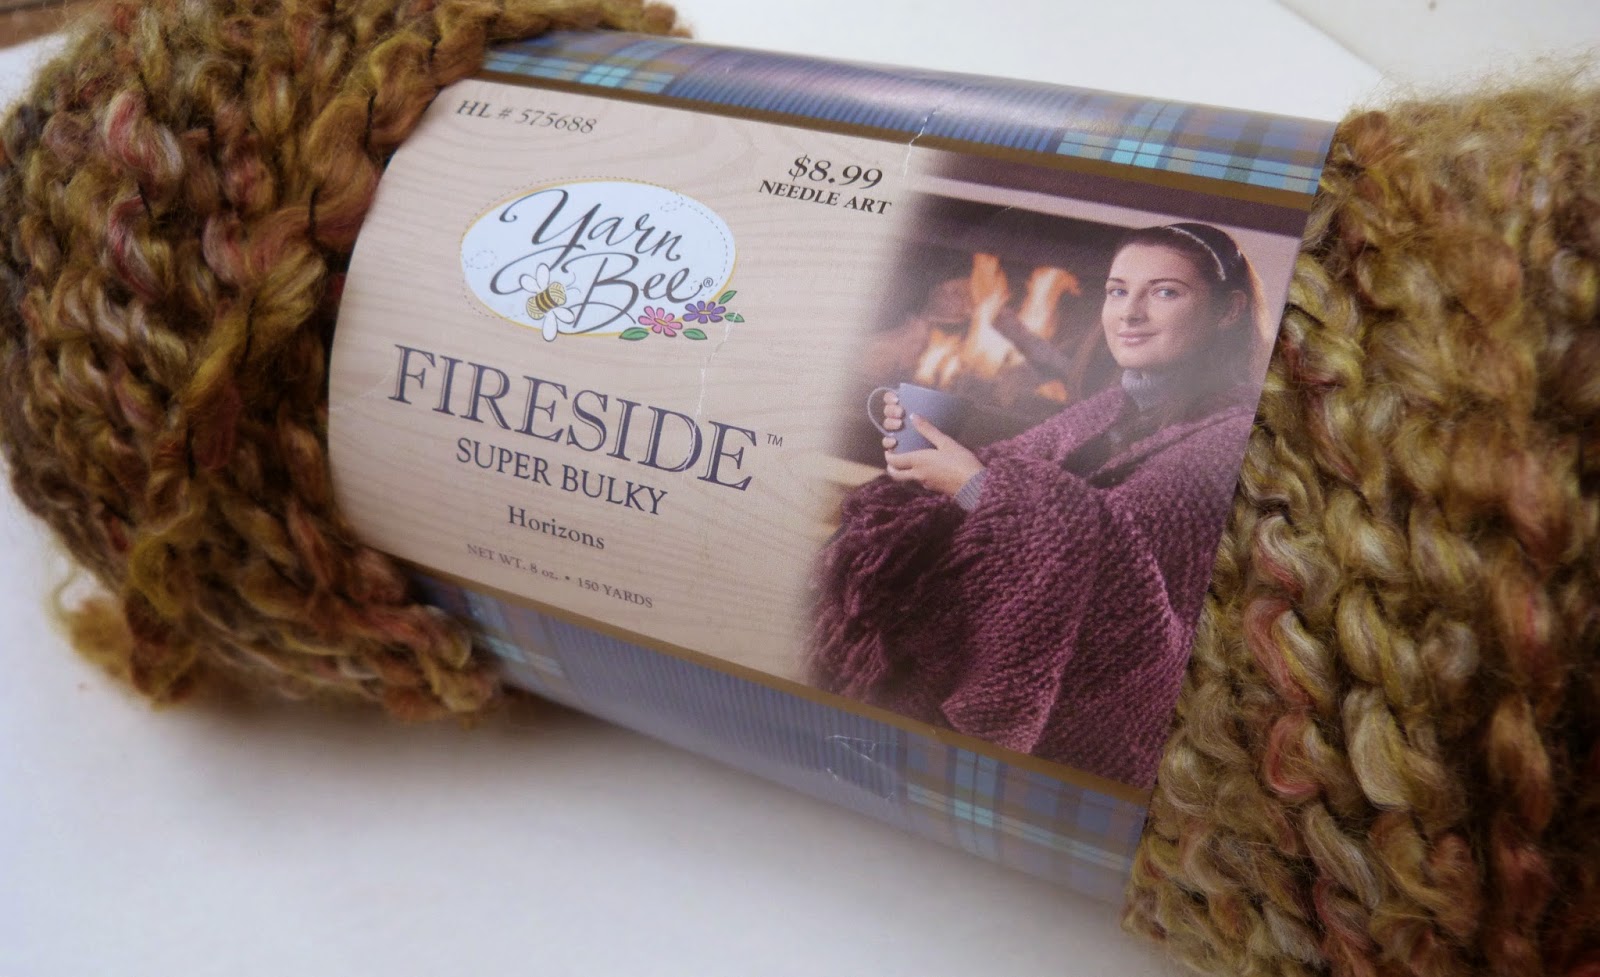 HL # 575688
$8.99
NEEDLE ART
Yarn
Bee®
FIRESIDE™
SUPER BULKY
Horizons
NET WT. 8 oz. • 150 YARDS